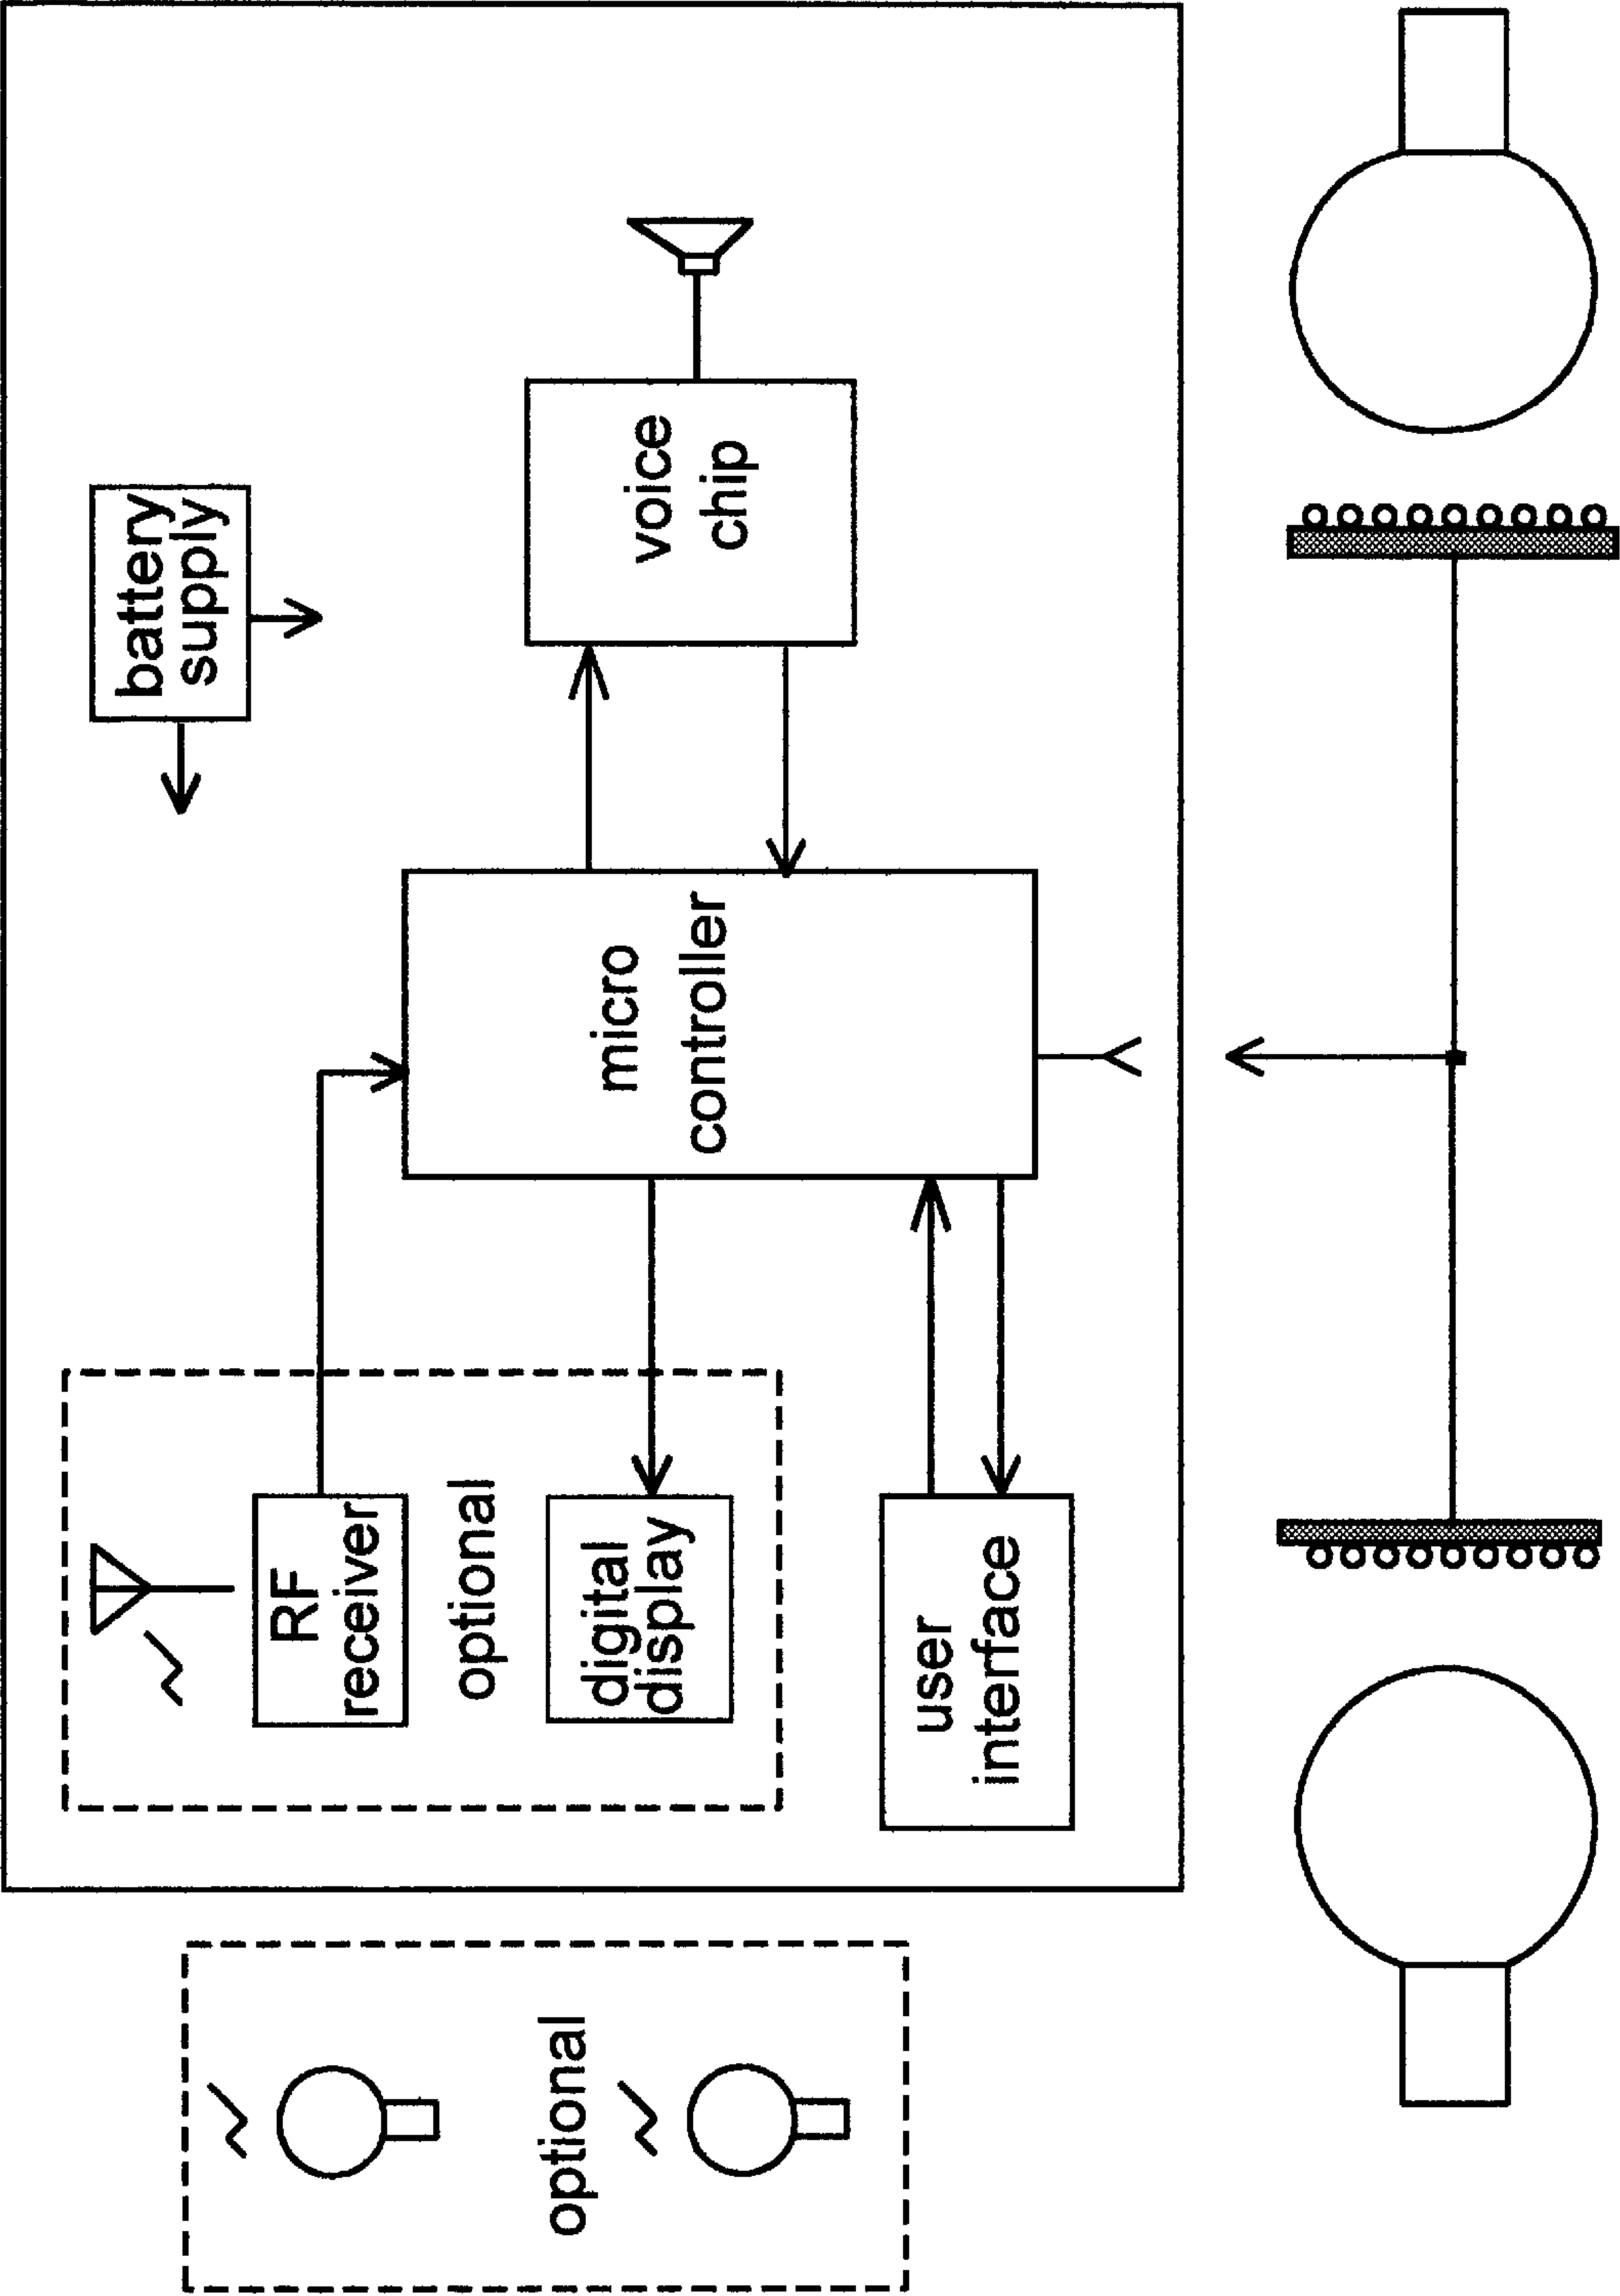 optional
RF
receiver
optional
digital
display
user
interface
micro
controller
battery
supply
voice
chip